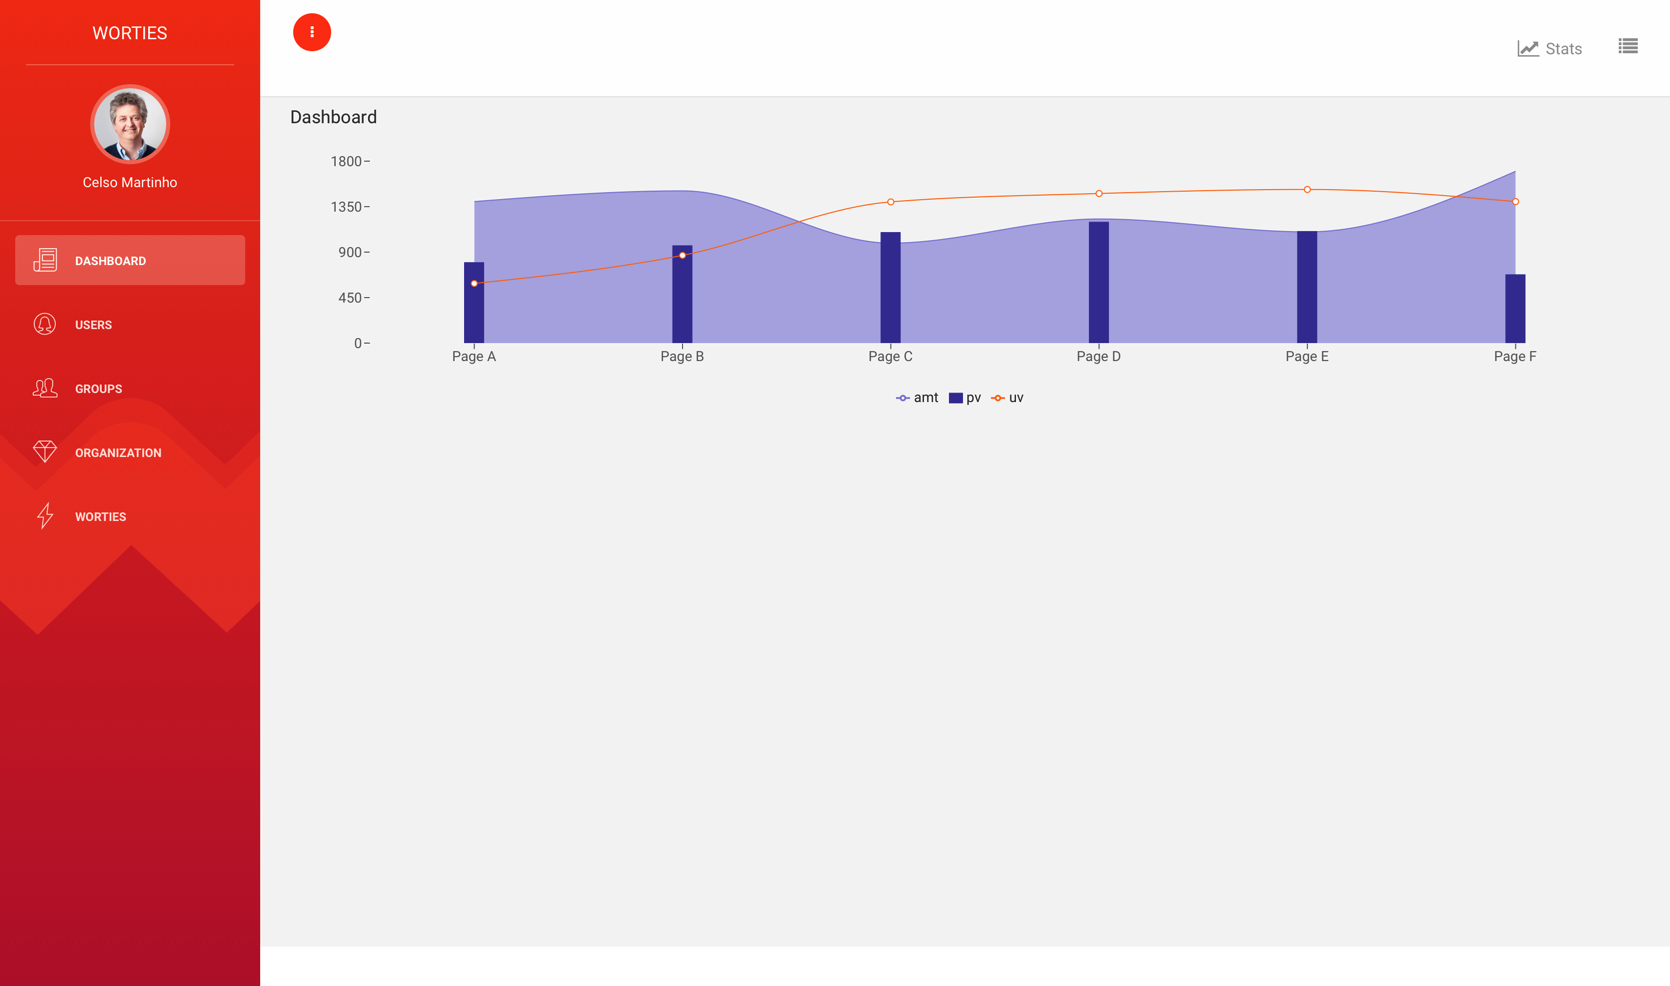 WORTIES
Celso Martinho
DASHBOARD
USERS
GROUPS
ORGANIZATION
WORTIES
Stats
Dashboard
1800
1350
900
450
0
Page A Page B Page C Page D Page E Page F
amt pv uv